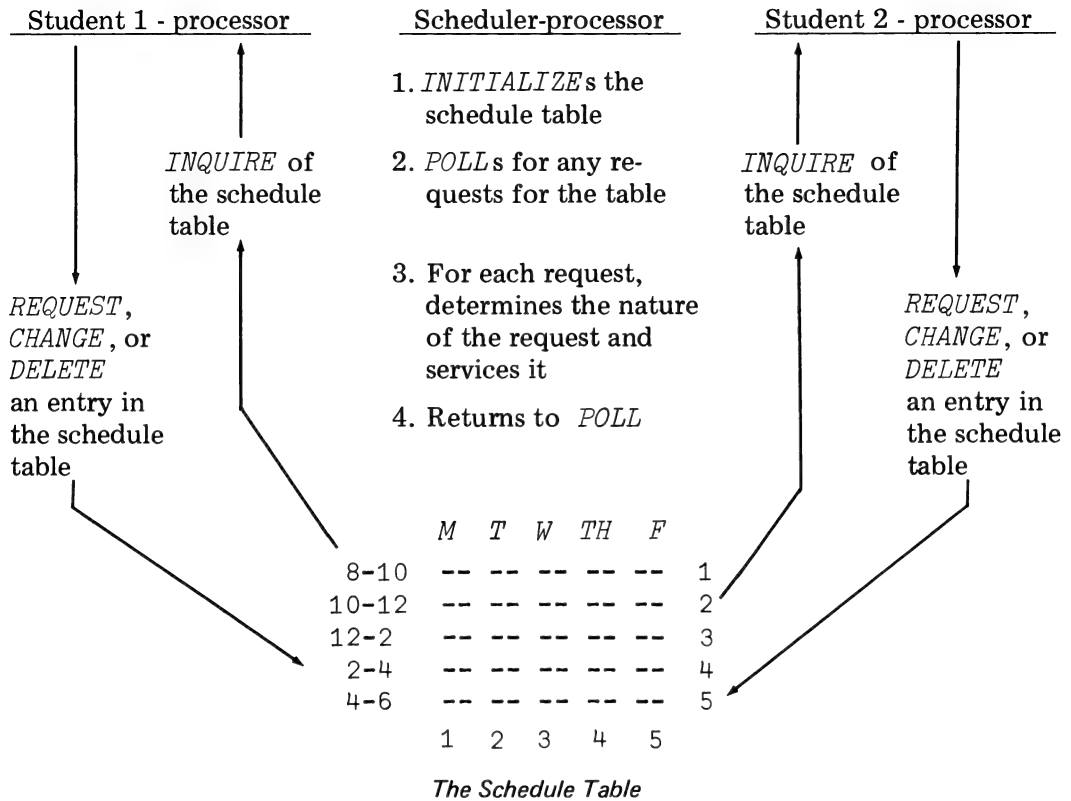 Student 1 - processor
INQUIRE of
the schedule
table
REQUEST,
CHANGE, or
DELETE
an entry in
the schedule
table
Scheduler-processor
1. INITIALIZEs the
schedule table
2. POLLs for any re-
quests for the table
3. For each request,
determines the nature
of the request and
services it
4. Returns to POLL
Student 2 - processor
INQUIRE of
the schedule
table
REQUEST,
CHANGE, or
DELETE
an entry in
the schedule
table
M T W TH F
8-10 -- -- -- -- -- 1
10-12 -- -- -- -- -- 2
12-2 -- -- -- -- -- 3
2-4 -- -- -- -- -- 4
4-6 -- -- -- -- -- 5
1 2 3 4 5
The Schedule Table